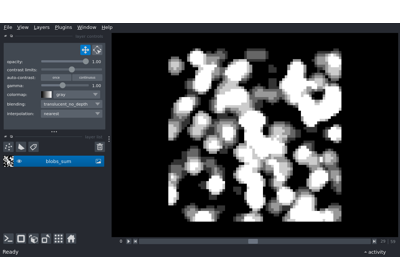 File View Layers Plugins Window Help
opacity: 1.00
contrast limits:
auto-contrast: once continuous
gamma: 1.00
colormap: gray
blending: translucent_no_depth
interpolation: nearest
blobs_sum
Ready
activity